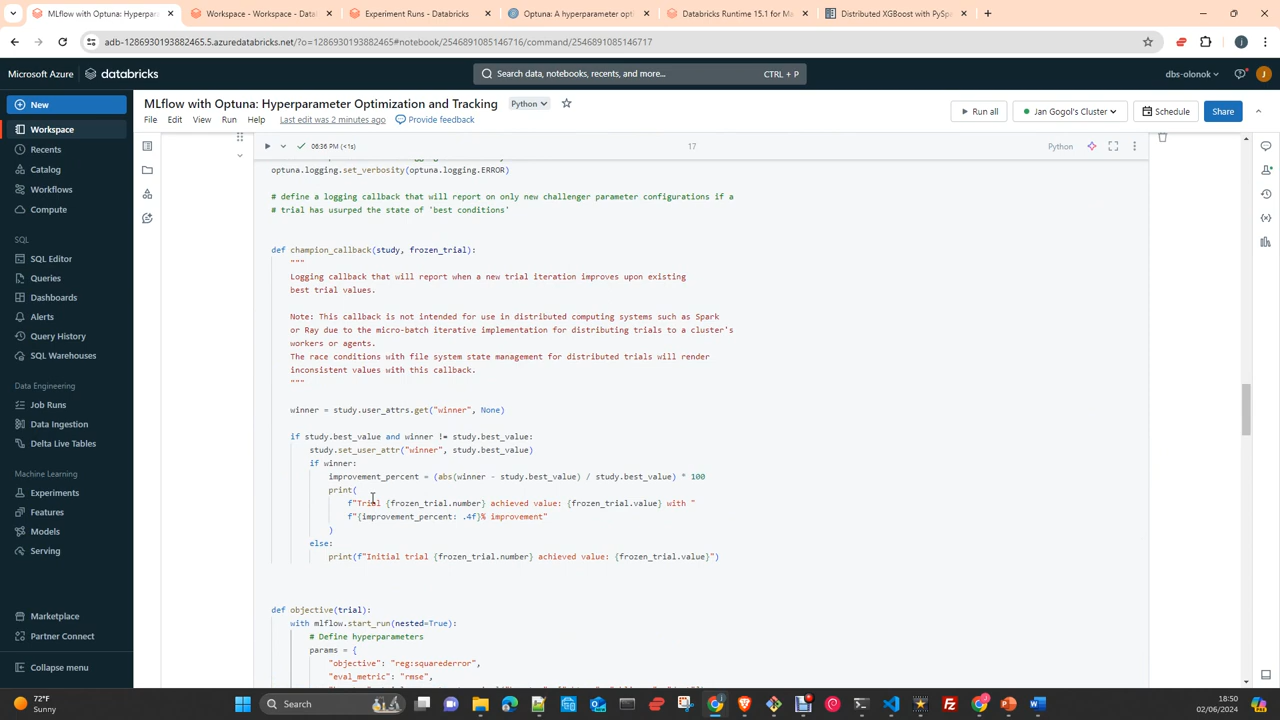 MLflow with Optuna: Hyperpara
Workspace - Workspace - Datab
Experiment Runs - Databricks
Optuna: A hyperparameter opti
Databricks Runtime 15.1 for Ma
Distributed XGBoost with PySp
adb-1286930193882465.5.azuredatabricks.net/?o=1286930193882465#notebook/2546891085146716/command/2546891085146717
Microsoft Azure
databricks
Search data, notebooks, recents, and more...
CTRL + P
dbs-olonok
J
New
Workspace
Recents
Catalog
Workflows
Compute
SQL
SQL Editor
Queries
Dashboards
Alerts
Query History
SQL Warehouses
Data Engineering
Job Runs
Data Ingestion
Delta Live Tables
Machine Learning
Experiments
Features
Models
Serving
Marketplace
Partner Connect
Collapse menu
MLflow with Optuna: Hyperparameter Optimization and Tracking
Python
File Edit View Run Help Last edit was 2 minutes ago Provide feedback
Run all
Jan Gogol's Cluster
Schedule
Share
06:36 PM (<1s)
17
Python
optuna.logging.set_verbosity(optuna.logging.ERROR)
# define a logging callback that will report on only new challenger parameter configurations if a
# trial has usurped the state of 'best conditions'
def champion_callback(study, frozen_trial):
"""
Logging callback that will report when a new trial iteration improves upon existing
best trial values.
Note: This callback is not intended for use in distributed computing systems such as Spark
or Ray due to the micro-batch iterative implementation for distributing trials to a cluster's
workers or agents.
The race conditions with file system state management for distributed trials will render
inconsistent values with this callback.
"""
winner = study.user_attrs.get("winner", None)
if study.best_value and winner != study.best_value:
study.set_user_attr("winner", study.best_value)
if winner:
improvement_percent = (abs(winner - study.best_value) / study.best_value) * 100
print(
f"Trial {frozen_trial.number} achieved value: {frozen_trial.value} with "
f"{improvement_percent: .4f}% improvement"
)
else:
print(f"Initial trial {frozen_trial.number} achieved value: {frozen_trial.value}")
def objective(trial):
with mlflow.start_run(nested=True):
# Define hyperparameters
params = {
"objective": "reg:squarederror",
"eval_metric": "rmse",
72°F
Sunny
Search
18:50
02/06/2024